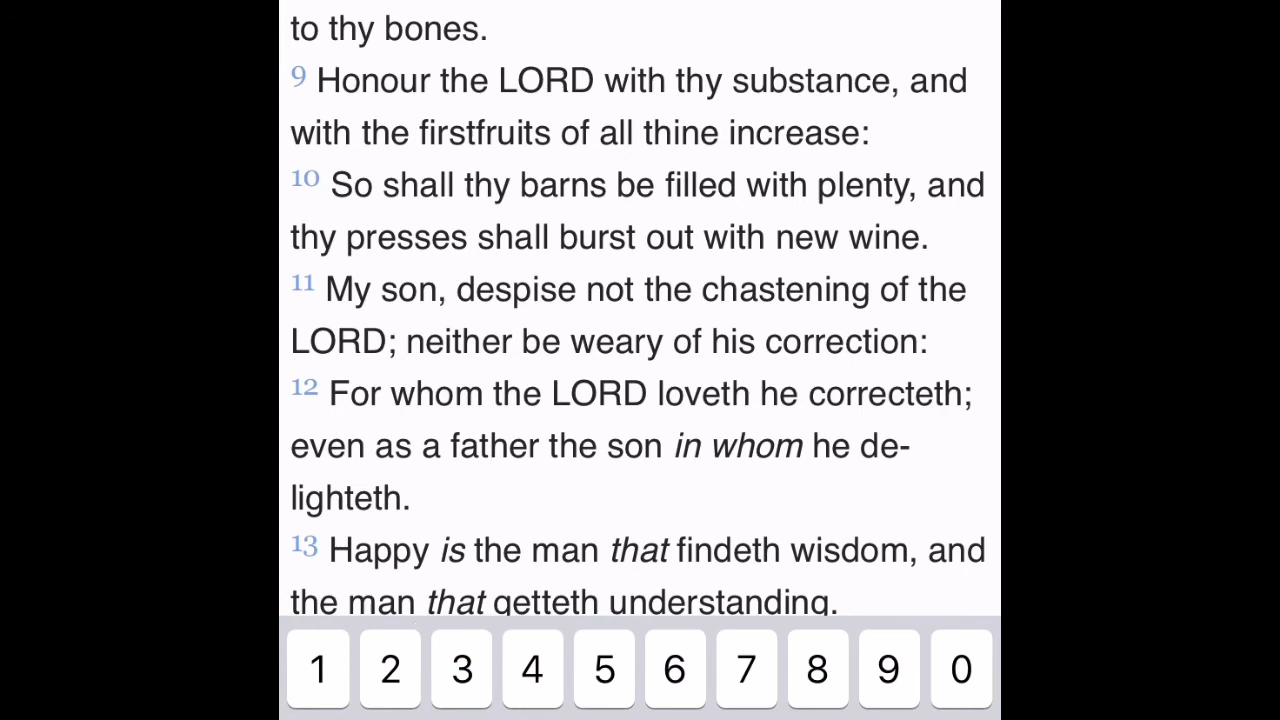 to thy bones.
9 Honour the LORD with thy substance, and
with the firstfruits of all thine increase:
10 So shall thy barns be filled with plenty, and
thy presses shall burst out with new wine.
11 My son, despise not the chastening of the
LORD; neither be weary of his correction:
12 For whom the LORD loveth he correcteth;
even as a father the son in whom he de-
lighteth.
13 Happy is the man that findeth wisdom, and
the man that getteth understanding.
1 2 3 4 5 6 7 8 9 0